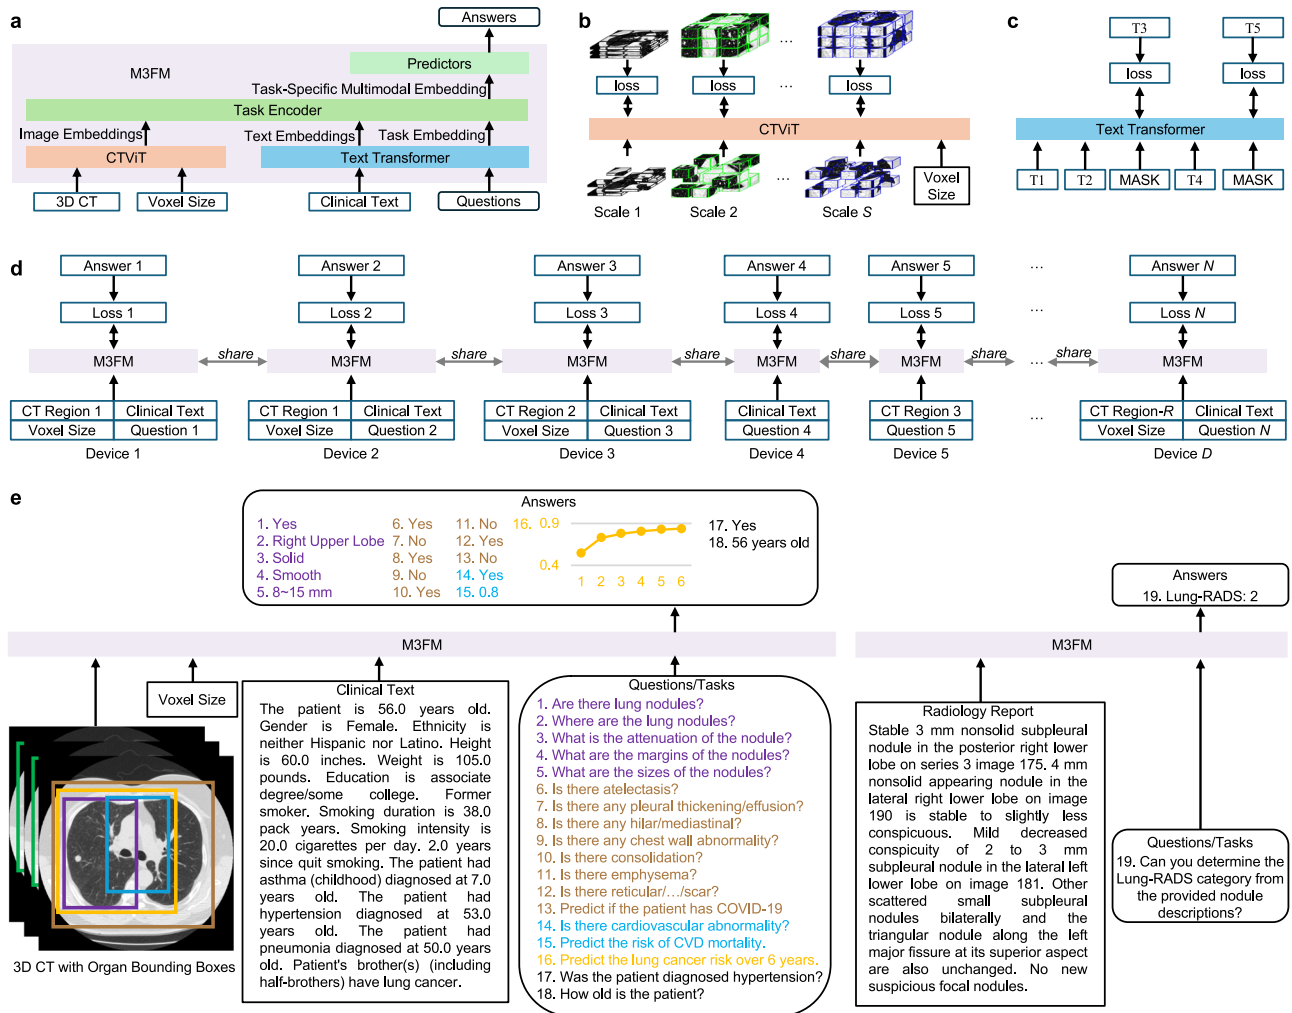 a
Answers
M3FM
Predictors
Task-Specific Multimodal Embedding
Task Encoder
Image Embeddings
Text Embeddings
Task Embedding
CTViT
Text Transformer
3D CT
Voxel Size
Clinical Text
Questions
b
...
loss
loss
...
loss
CTViT
...
Voxel
Size
Scale 1
Scale 2
Scale S
c
T3
T5
loss
loss
Text Transformer
T1
T2
MASK
T4
MASK
d
Answer 1
Answer 2
Answer 3
Answer 4
Answer 5
...
Answer N
Loss 1
Loss 2
Loss 3
Loss 4
Loss 5
...
Loss N
M3FM
share
M3FM
share
M3FM
share
M3FM
share
M3FM
share
...
share
M3FM
CT Region 1
Clinical Text
Voxel Size
Question 1
CT Region 1
Clinical Text
Voxel Size
Question 2
CT Region 2
Clinical Text
Voxel Size
Question 3
Clinical Text
Question 4
CT Region 3
Question 5
...
CT Region-R
Clinical Text
Voxel Size
Question N
Device 1
Device 2
Device 3
Device 4
Device 5
Device D
e
Answers
1. Yes
2. Right Upper Lobe
3. Solid
4. Smooth
5. 8~15 mm
6. Yes
7. No
8. Yes
9. No
10. Yes
11. No
12. Yes
13. No
14. Yes
15. 0.8
16.
0.9
0.4
1 2 3 4 5 6
17. Yes
18. 56 years old
M3FM
Voxel Size
3D CT with Organ Bounding Boxes
Clinical Text
The patient is 56.0 years old.
Gender is Female. Ethnicity is
neither Hispanic nor Latino. Height
is 60.0 inches. Weight is 105.0
pounds. Education is associate
degree/some college. Former
smoker. Smoking duration is 38.0
pack years. Smoking intensity is
20.0 cigarettes per day. 2.0 years
since quit smoking. The patient had
asthma (childhood) diagnosed at 7.0
years old. The patient had
hypertension diagnosed at 53.0
years old. The patient had
pneumonia diagnosed at 50.0 years
old. Patient's brother(s) (including
half-brothers) have lung cancer.
Questions/Tasks
1. Are there lung nodules?
2. Where are the lung nodules?
3. What is the attenuation of the nodule?
4. What are the margins of the nodules?
5. What are the sizes of the nodules?
6. Is there atelectasis?
7. Is there any pleural thickening/effusion?
8. Is there any hilar/mediastinal?
9. Is there any chest wall abnormality?
10. Is there consolidation?
11. Is there emphysema?
12. Is there reticular/.../scar?
13. Predict if the patient has COVID-19
14. Is there cardiovascular abnormality?
15. Predict the risk of CVD mortality.
16. Predict the lung cancer risk over 6 years.
17. Was the patient diagnosed hypertension?
18. How old is the patient?
Answers
19. Lung-RADS: 2
M3FM
Radiology Report
Stable 3 mm nonsolid subpleural
nodule in the posterior right lower
lobe on series 3 image 175. 4 mm
nonsolid appearing nodule in the
lateral right lower lobe on image
190 is stable to slightly less
conspicuous. Mild decreased
conspicuity of 2 to 3 mm
subpleural nodule in the lateral left
lower lobe on image 181. Other
scattered small subpleural
nodules bilaterally and the
triangular nodule along the left
major fissure at its superior aspect
are also unchanged. No new
suspicious focal nodules.
Questions/Tasks
19. Can you determine the
Lung-RADS category from
the provided nodule
descriptions?